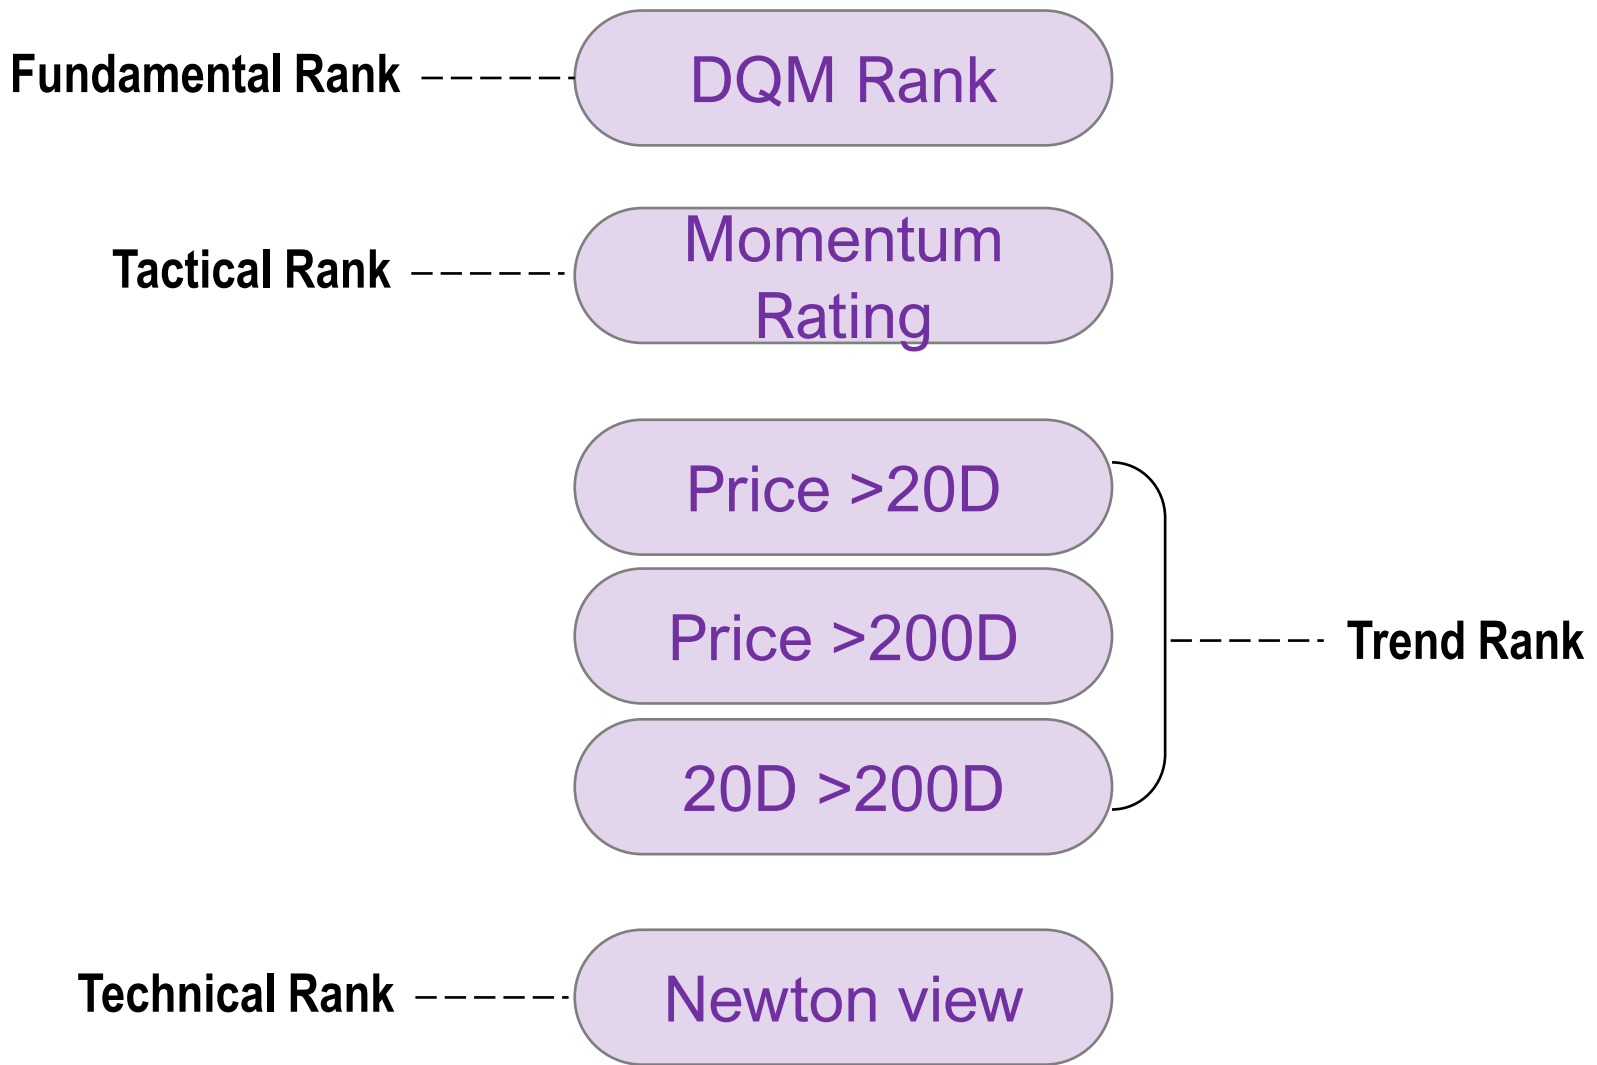 Fundamental Rank
DQM Rank
Tactical Rank
Momentum
Rating
Price >20D
Price >200D
20D >200D
Trend Rank
Technical Rank
Newton view